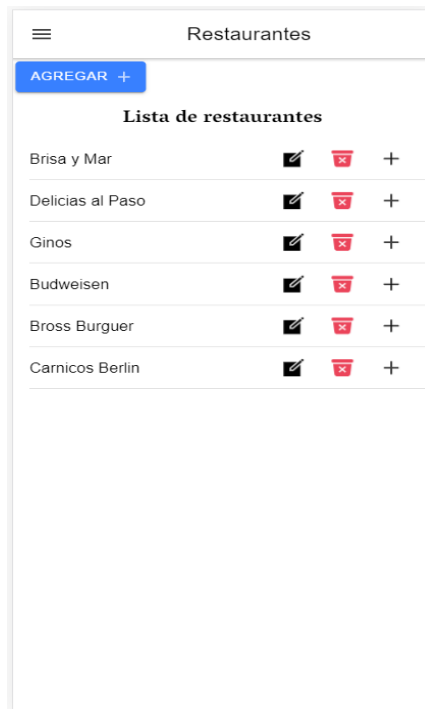 Restaurantes
AGREGAR +
Lista de restaurantes
Brisa y Mar
Delicias al Paso
Ginos
Budweisen
Bross Burguer
Carnicos Berlin